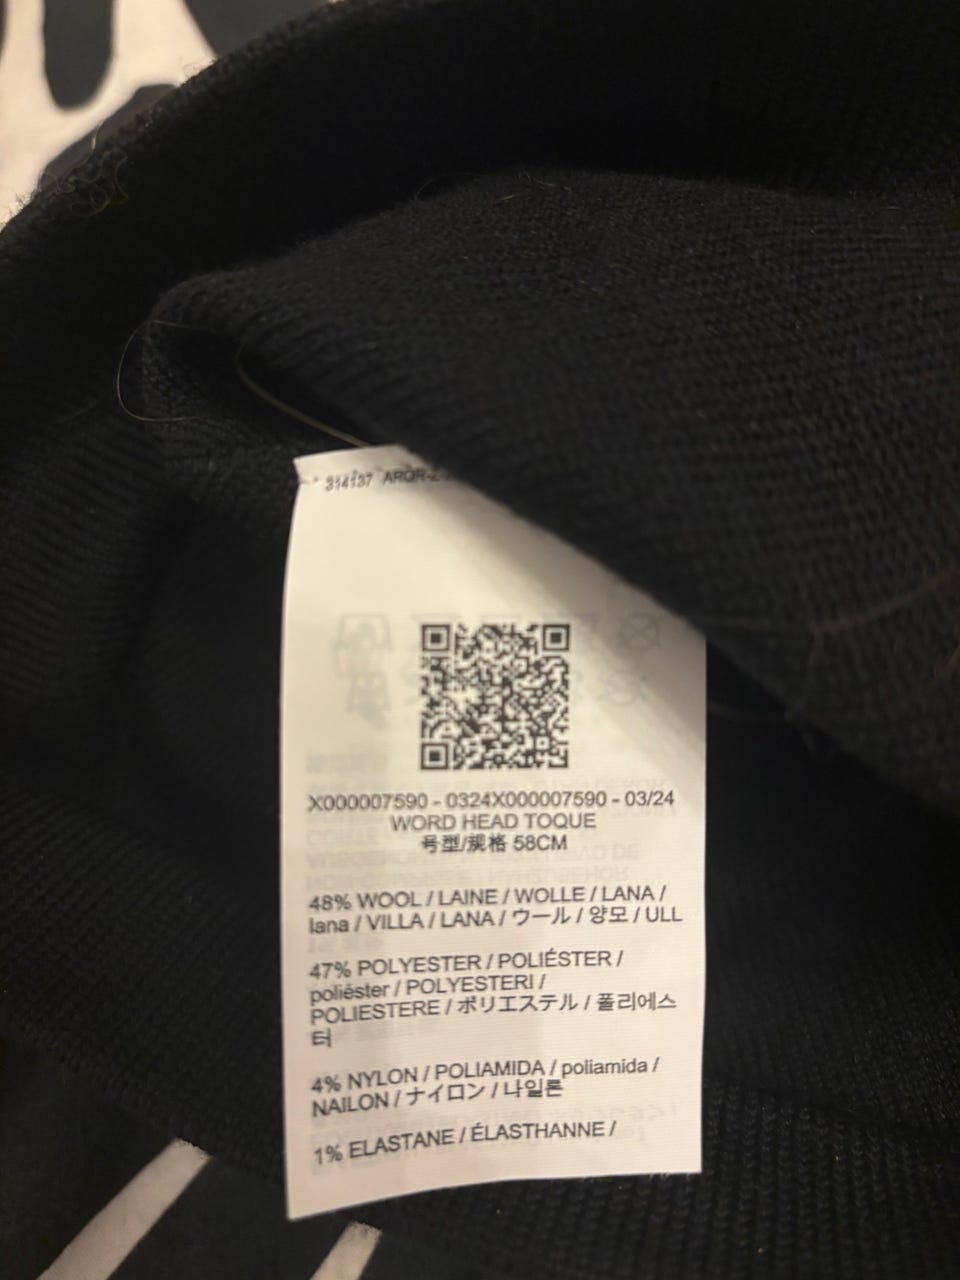 314137 ARQR-
X000007590 - 0324X000007590 - 03/24
WORD HEAD TOQUE
号型/规格 58CM
48% WOOL / LAINE / WOLLE / LANA /
lana / VILLA / LANA / ウール / 양모 / ULL
47% POLYESTER / POLIÉSTER /
poliéster / POLYESTERI /
POLIESTERE / ポリエステル / 폴리에스
터
4% NYLON / POLIAMIDA / poliamida /
NAILON / ナイロン / 나일론
1% ELASTANE / ÉLASTHANNE /